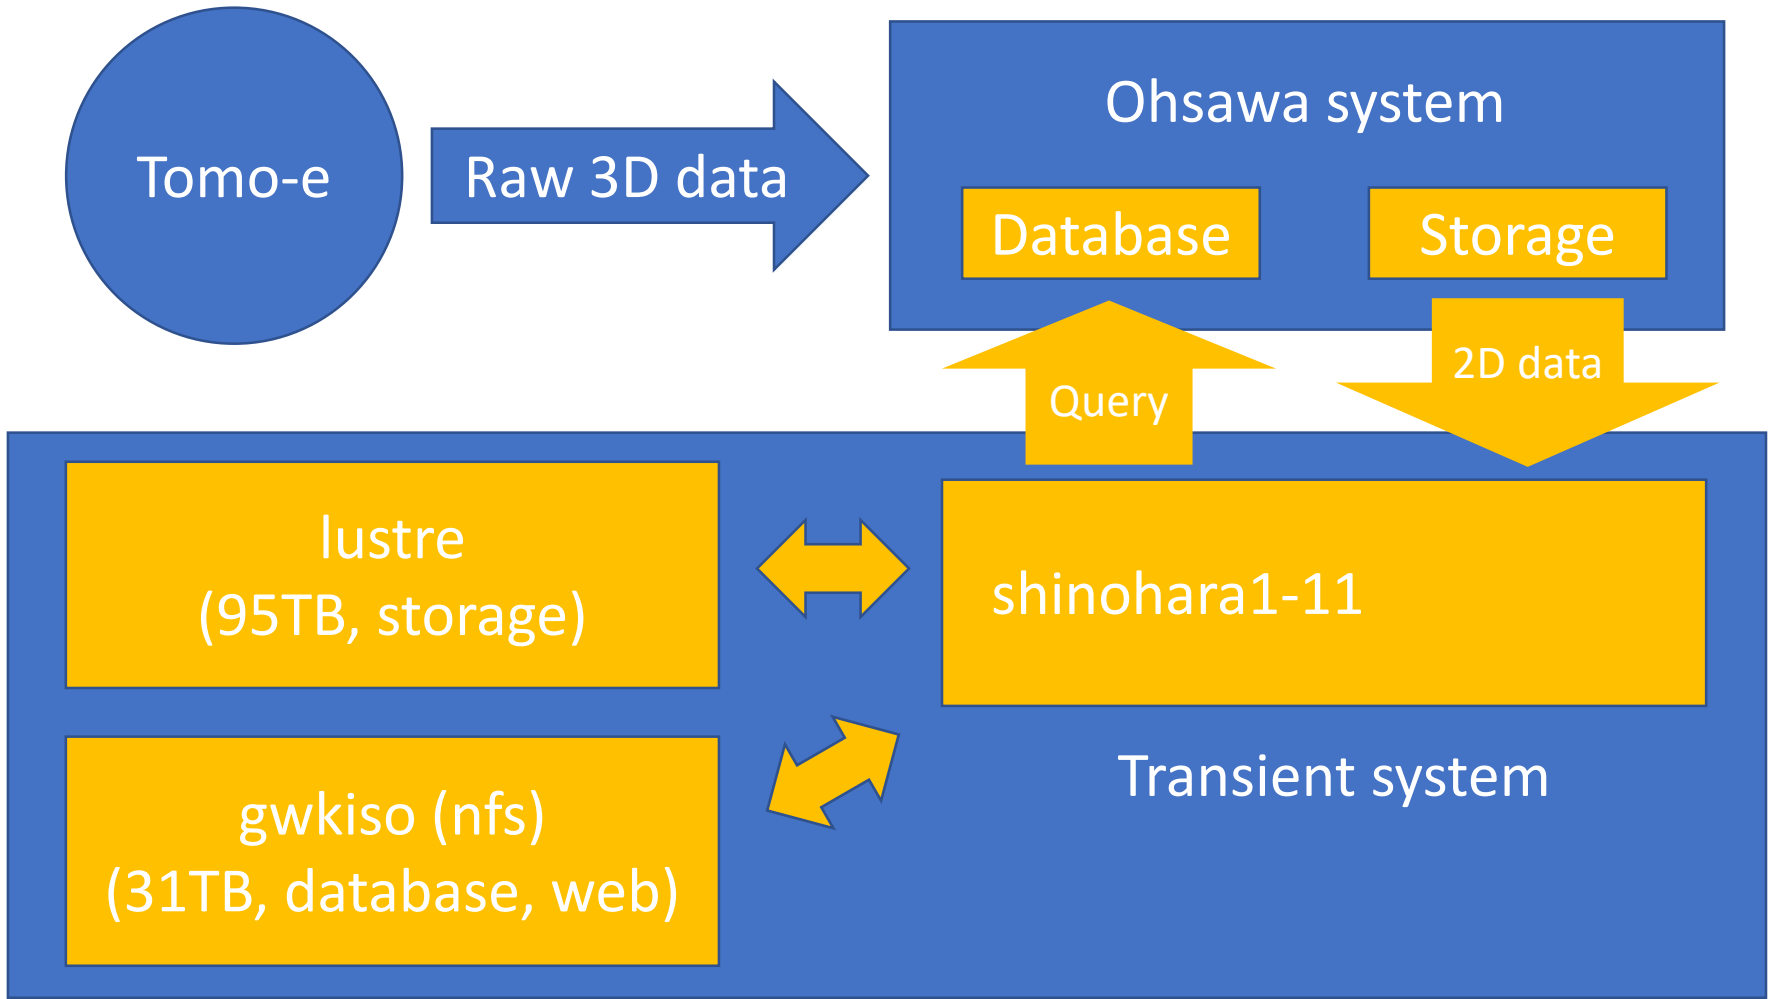 Tomo-e
Raw 3D data
Ohsawa system
Database
Storage
Query
2D data
lustre
(95TB, storage)
shinohara1-11
gwkiso (nfs)
(31TB, database, web)
Transient system